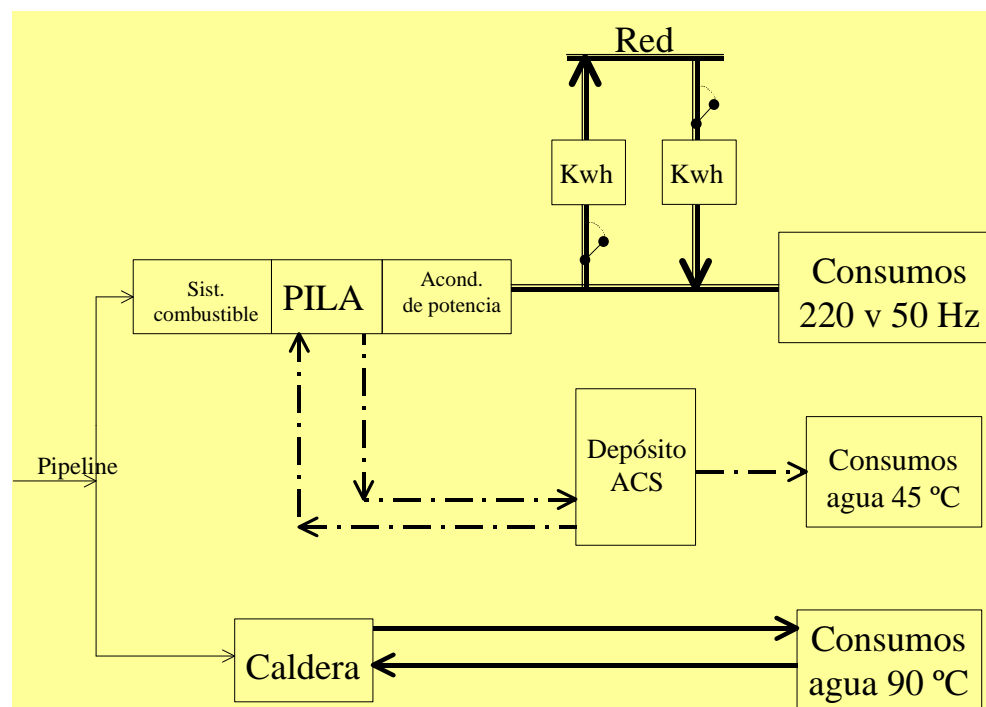 Red
Kwh
Kwh
Sist.
combustible
PILA
Acond.
de potencia
Consumos
220 v 50 Hz
Pipeline
Depósito
ACS
Consumos
agua 45 ºC
Caldera
Consumos
agua 90 ºC